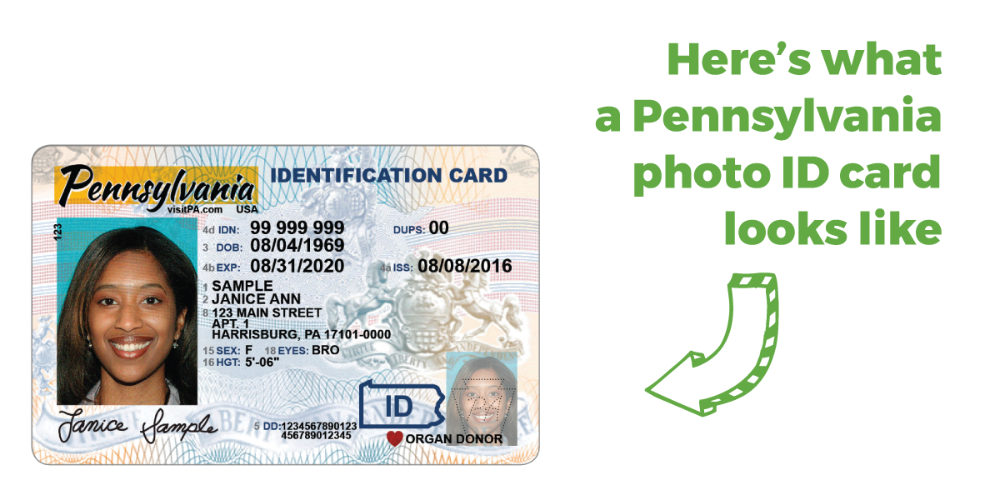 Here's what
a Pennsylvania
photo ID card
looks like
Pennsylvania
visitPA.com USA
IDENTIFICATION CARD
123
4d IDN: 99 999 999 DUPS: 00
3 DOB: 08/04/1969
4b EXP: 08/31/2020 4a ISS: 08/08/2016
1 SAMPLE
2 JANICE ANN
8 123 MAIN STREET
APT. 1
HARRISBURG, PA 17101-0000
15 SEX: F 18 EYES: BRO
16 HGT: 5'-06"
ID
Janice Sample
5 DD: 1234567890123
456789012345
ORGAN DONOR